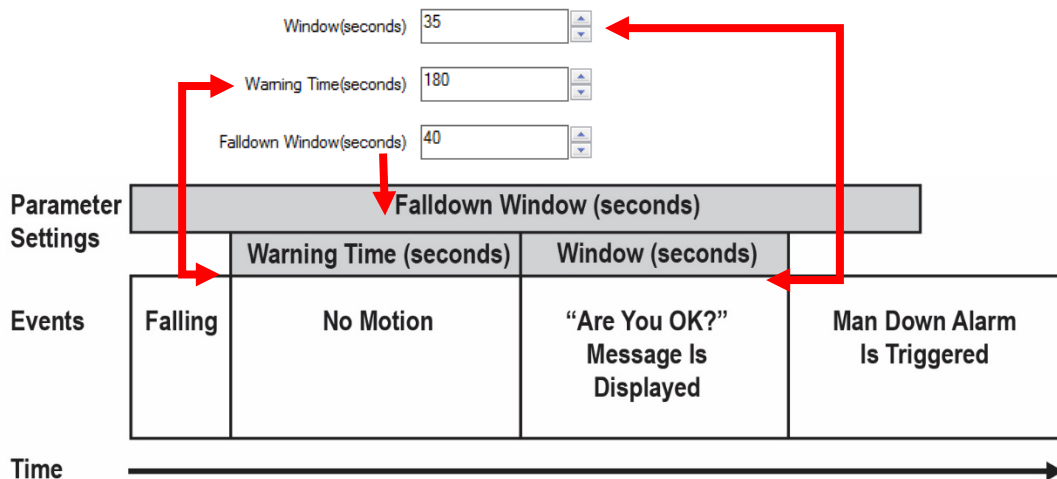 Window(seconds) 35
Warning Time(seconds) 180
Falldown Window(seconds) 40
Parameter
Settings
Falldown Window (seconds)
Warning Time (seconds) Window (seconds)
Events
Falling
No Motion
“Are You OK?”
Message Is
Displayed
Man Down Alarm
Is Triggered
Time